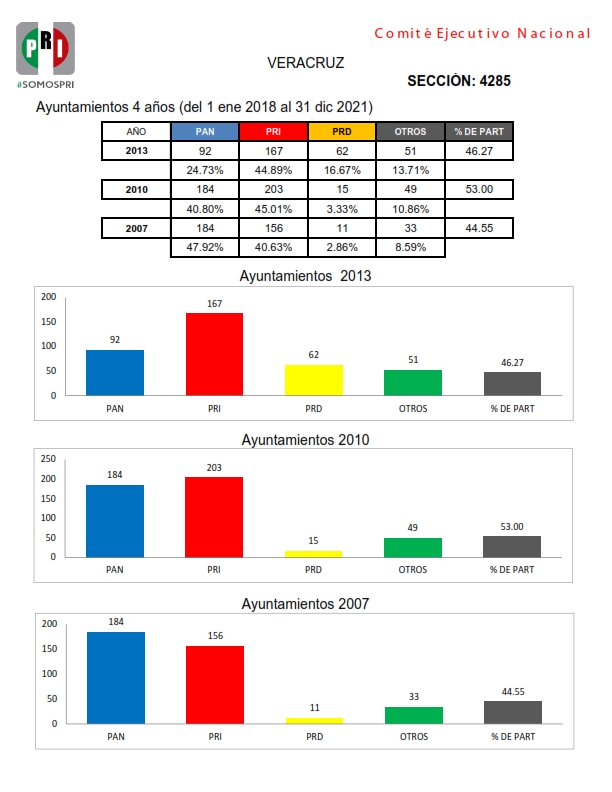 Comité Ejecutivo Nacional
PRI
#SOMOSPRI
VERACRUZ
SECCIÓN: 4285
Ayuntamientos 4 años (del 1 ene 2018 al 31 dic 2021)
AÑO PAN PRI PRD OTROS % DE PART
2013 92 167 62 51 46.27
24.73% 44.89% 16.67% 13.71%
2010 184 203 15 49 53.00
40.80% 45.01% 3.33% 10.86%
2007 184 156 11 33 44.55
47.92% 40.63% 2.86% 8.59%
Ayuntamientos 2013
200
150
100
50
0
92 167 62 51 46.27
PAN PRI PRD OTROS % DE PART
Ayuntamientos 2010
250
200
150
100
50
0
184 203 15 49 53.00
PAN PRI PRD OTROS % DE PART
Ayuntamientos 2007
200
150
100
50
0
184 156 11 33 44.55
PAN PRI PRD OTROS % DE PART